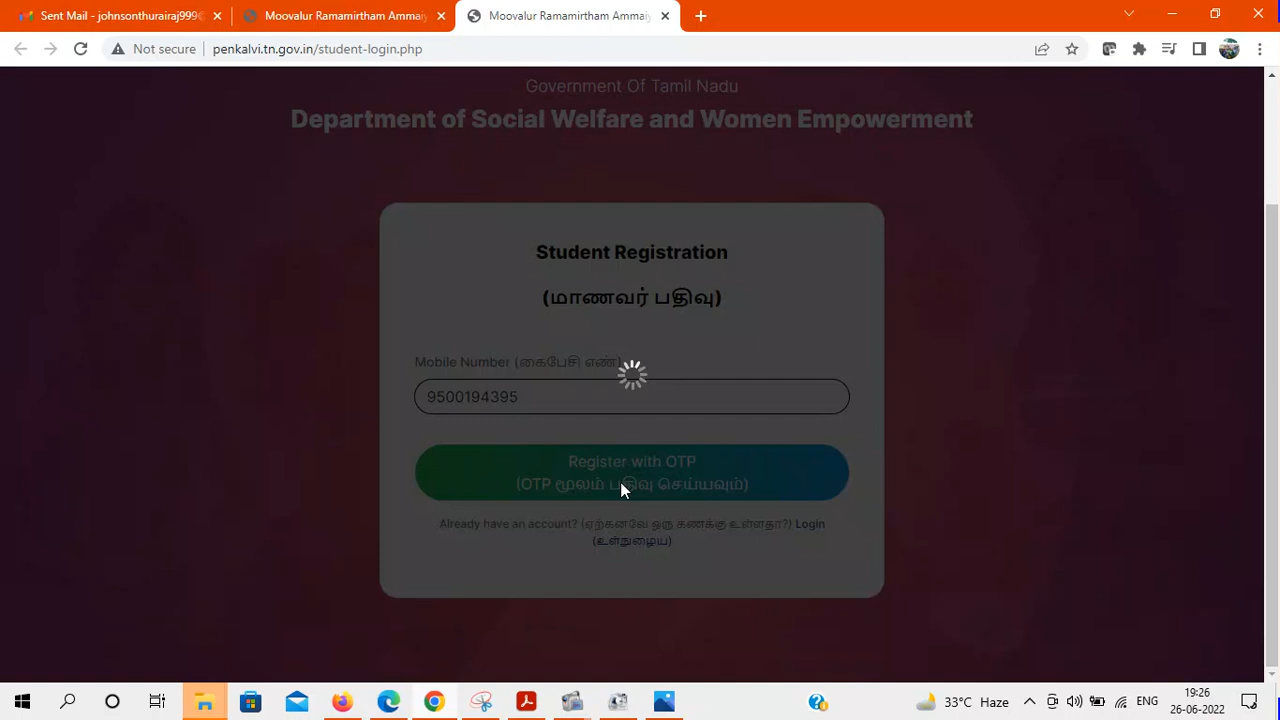 Sent Mail - johnsonthurairaj999@
Moovalur Ramamirtham Ammaiy
Moovalur Ramamirtham Ammaiy
Not secure
penkalvi.tn.gov.in/student-login.php
Government Of Tamil Nadu
Department of Social Welfare and Women Empowerment
Student Registration
(மாணவர் பதிவு)
Mobile Number (கைபேசி எண்)
9500194395
Register with OTP
(OTP மூலம் பதிவு செய்யவும்)
Already have an account? (ஏற்கனவே ஒரு கணக்கு உள்ளதா?) Login
(உள்நுழைய)
33°C Haze
ENG
19:26
26-06-2022